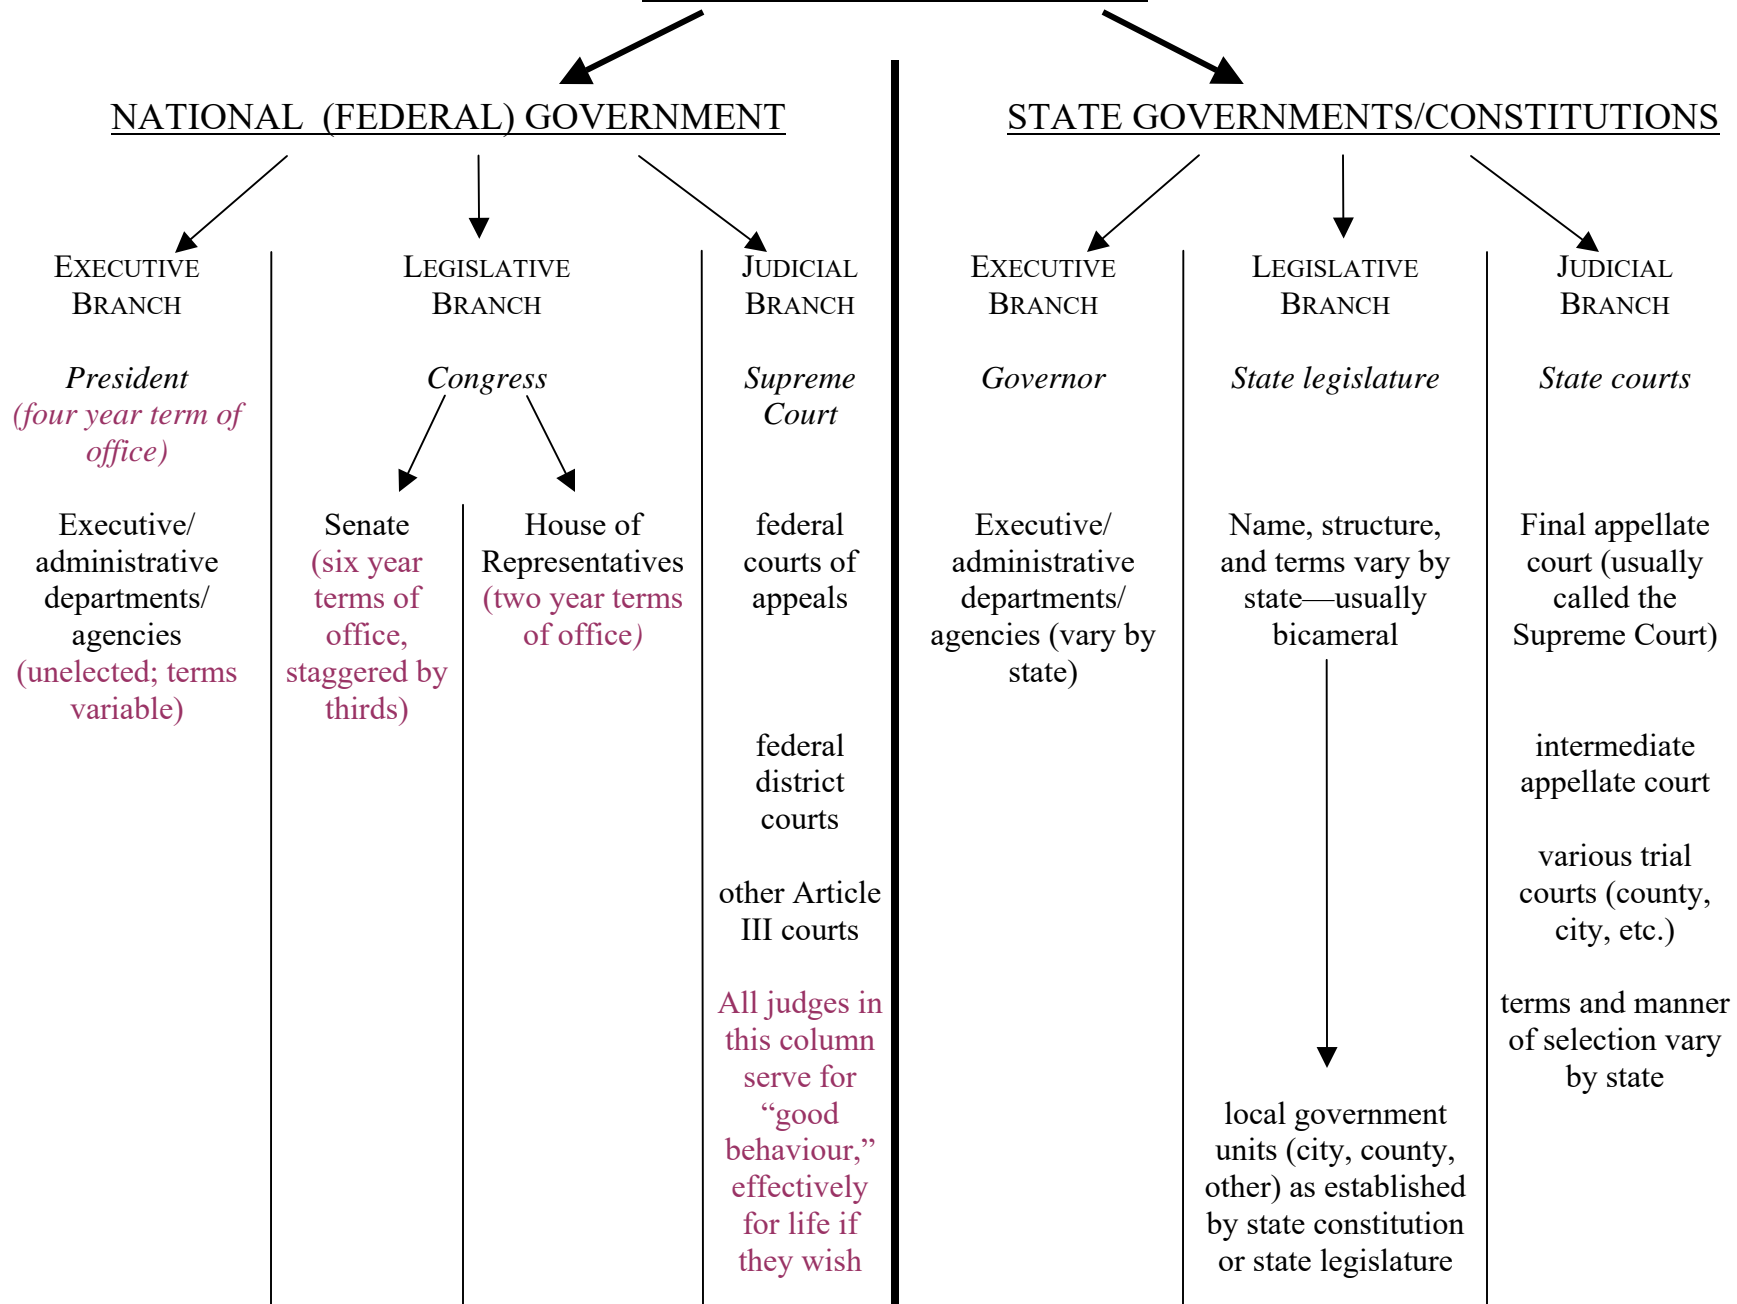 NATIONAL (FEDERAL) GOVERNMENT
EXECUTIVE
BRANCH
President
(four year term of
office)
Executive/
administrative
departments/
agencies
(unelected; terms
variable)
LEGISLATIVE
BRANCH
Congress
Senate
(six year
terms of
office,
staggered by
thirds)
House of
Representatives
(two year terms
of office)
JUDICIAL
BRANCH
Supreme
Court
federal
courts of
appeals
federal
district
courts
other Article
III courts
All judges in
this column
serve for
“good
behaviour,”
effectively
for life if
they wish
STATE GOVERNMENTS/CONSTITUTIONS
EXECUTIVE
BRANCH
Governor
Executive/
administrative
departments/
agencies (vary by
state)
LEGISLATIVE
BRANCH
State legislature
Name, structure,
and terms vary by
state—usually
bicameral
local government
units (city, county,
other) as established
by state constitution
or state legislature
JUDICIAL
BRANCH
State courts
Final appellate
court (usually
called the
Supreme Court)
intermediate
appellate court
various trial
courts (county,
city, etc.)
terms and manner
of selection vary
by state